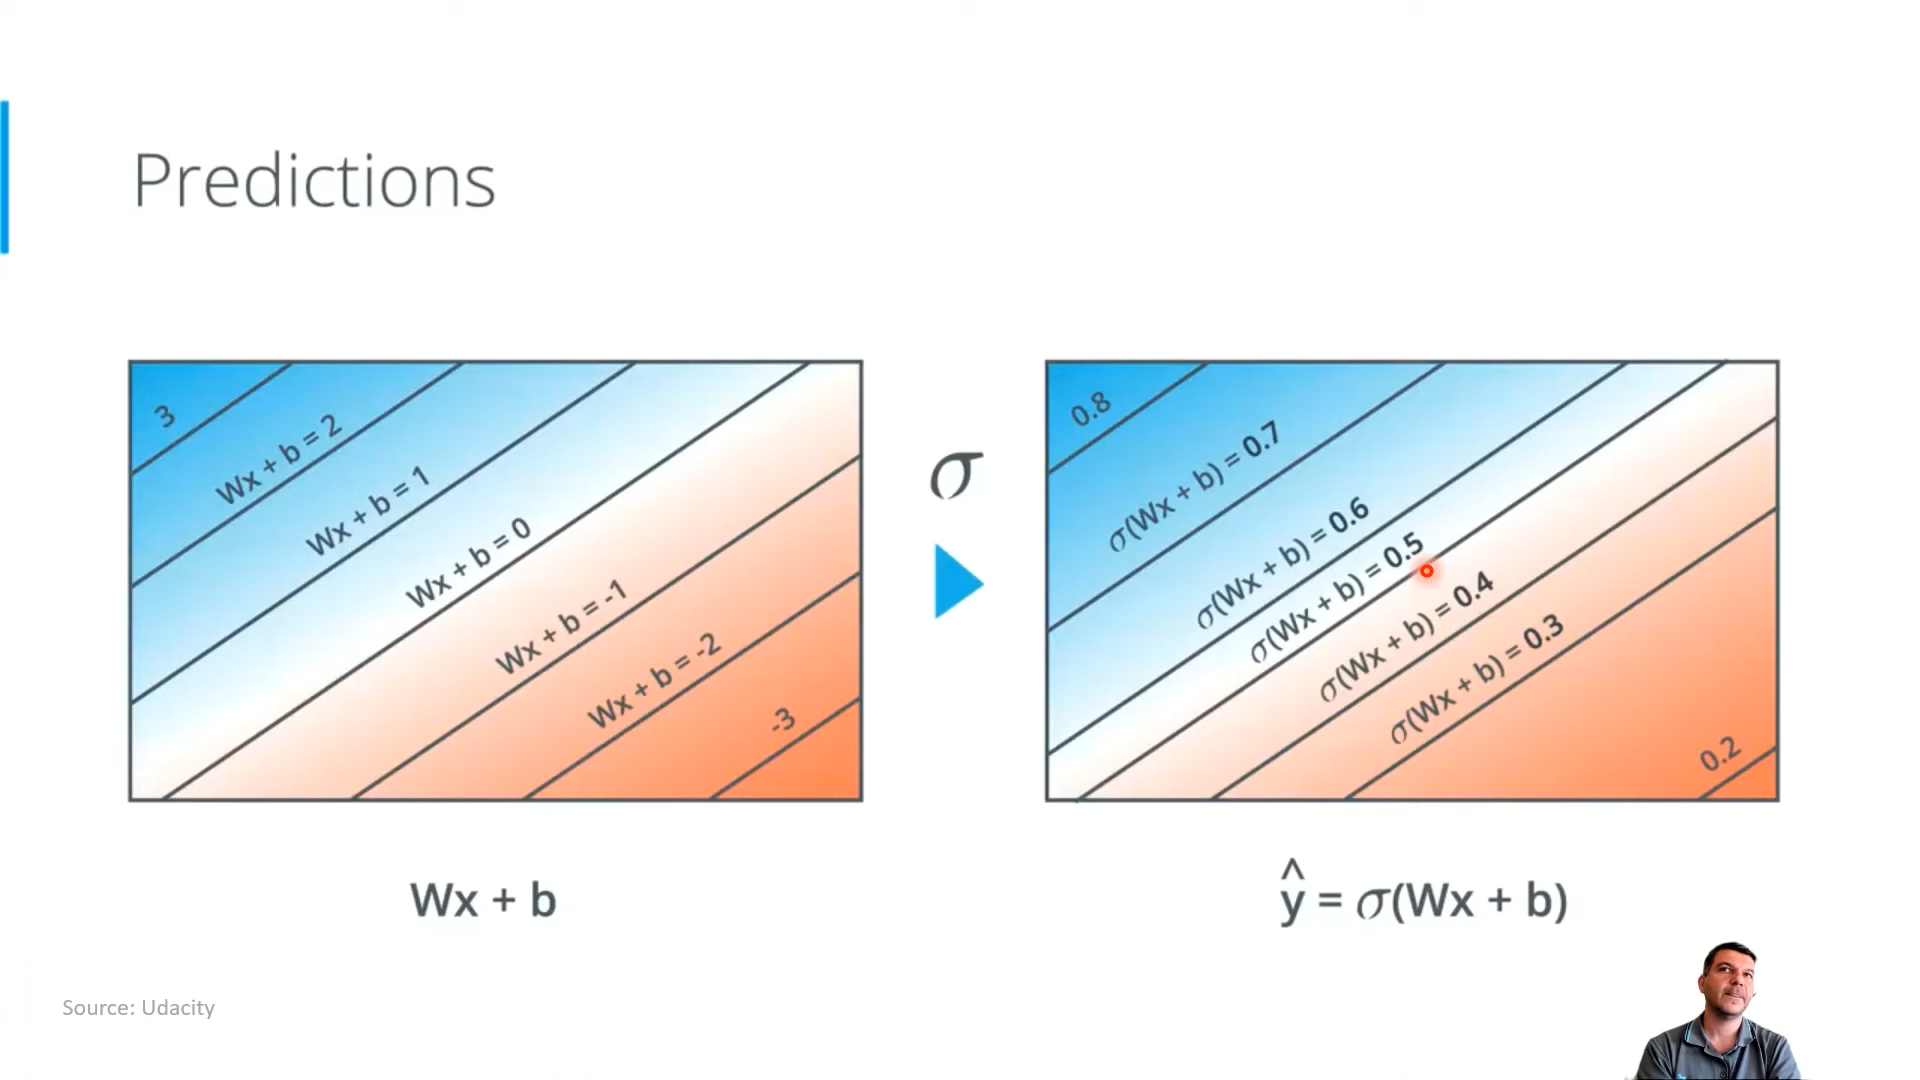 Predictions
3
Wx + b = 2
Wx + b = 1
Wx + b = 0
Wx + b = -1
Wx + b = -2
-3
σ
0.8
σ(Wx + b) = 0.7
σ(Wx + b) = 0.6
σ(Wx + b) = 0.5
σ(Wx + b) = 0.4
σ(Wx + b) = 0.3
0.2
Wx + b
ŷ = σ(Wx + b)
Source: Udacity